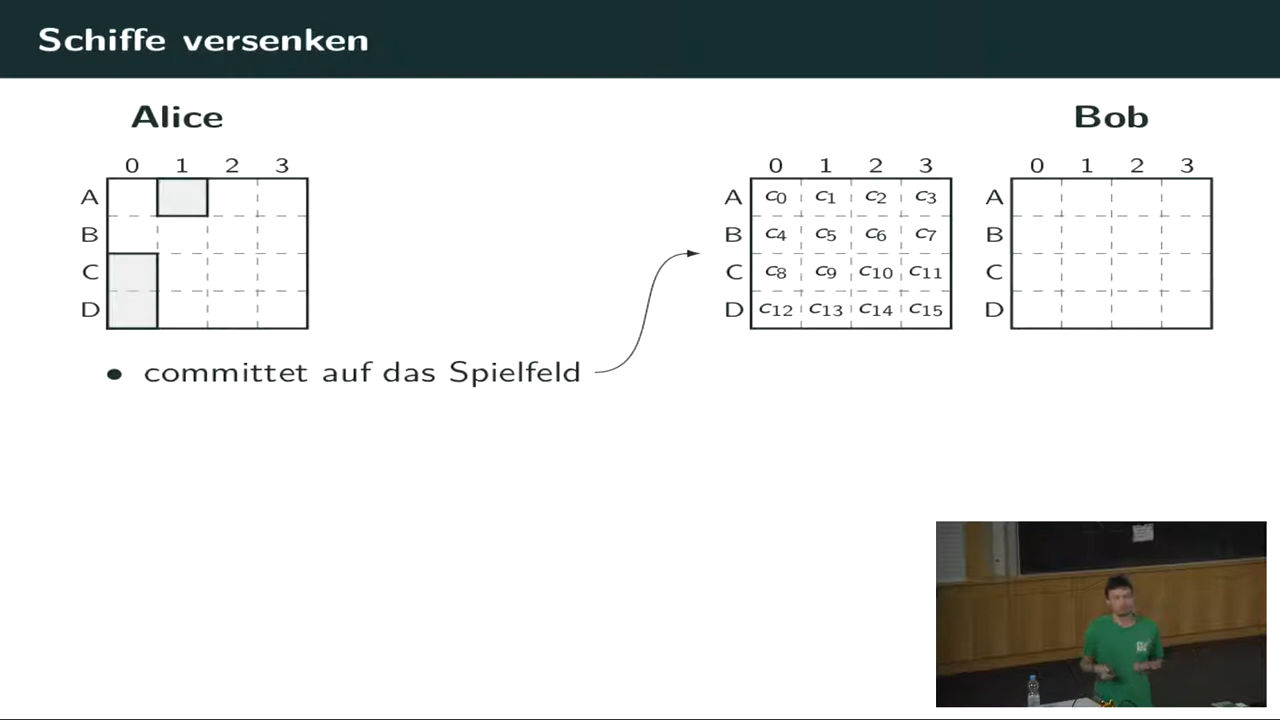 Schiffe versenken
Alice
Bob
0 1 2 3
A
B
C
D
0 1 2 3
A c0 c1 c2 c3
B c4 c5 c6 c7
C c8 c9 c10 c11
D c12 c13 c14 c15
0 1 2 3
A
B
C
D
• committet auf das Spielfeld